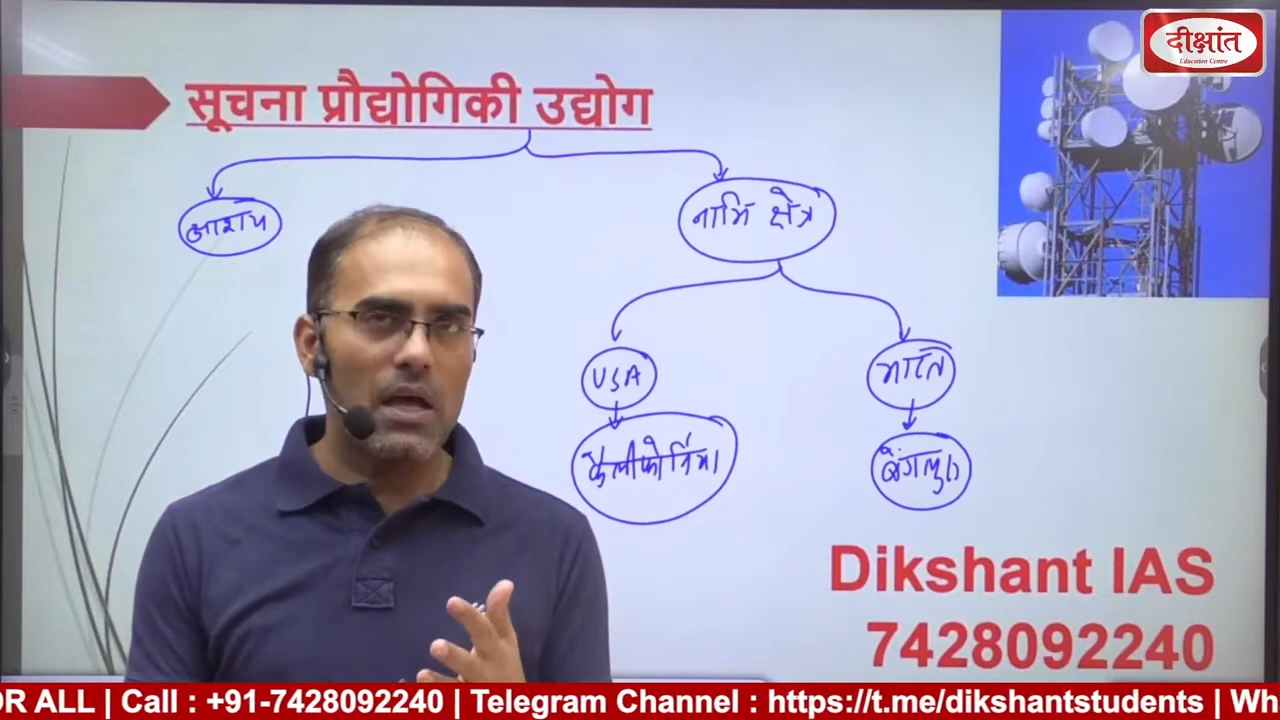 दीक्षांत
Education Centre
सूचना प्रौद्योगिकी उद्योग
आशय
नाभि क्षेत्र
USA
भारत
कैलीफोर्निया
बेंगलुरु
Dikshant IAS
7428092240
OR ALL | Call : +91-7428092240 | Telegram Channel : https://t.me/dikshantstudents | Wh